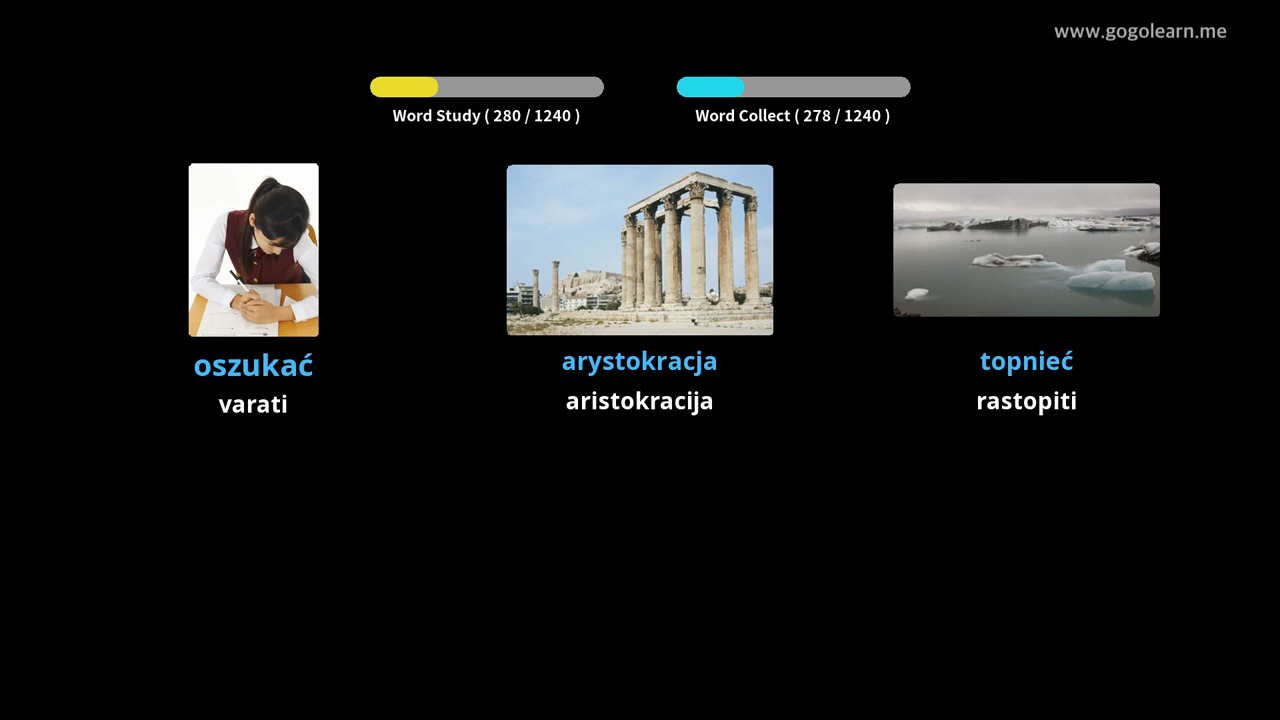 www.gogolearn.me
Word Study ( 280 / 1240 )
Word Collect ( 278 / 1240 )
oszukać
varati
arystokracja
aristokracija
topnieć
rastopiti